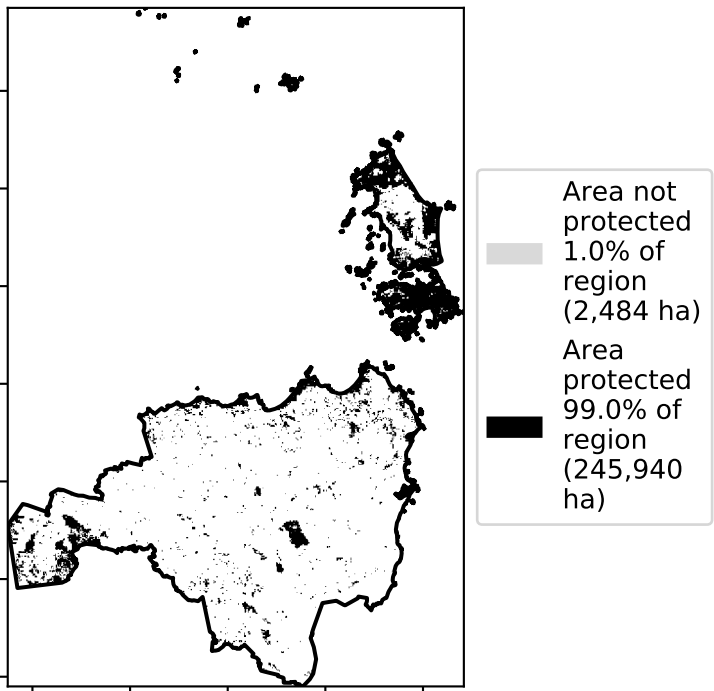 Area not
protected
1.0% of
region
(2,484 ha)
Area
protected
99.0% of
region
(245,940
ha)